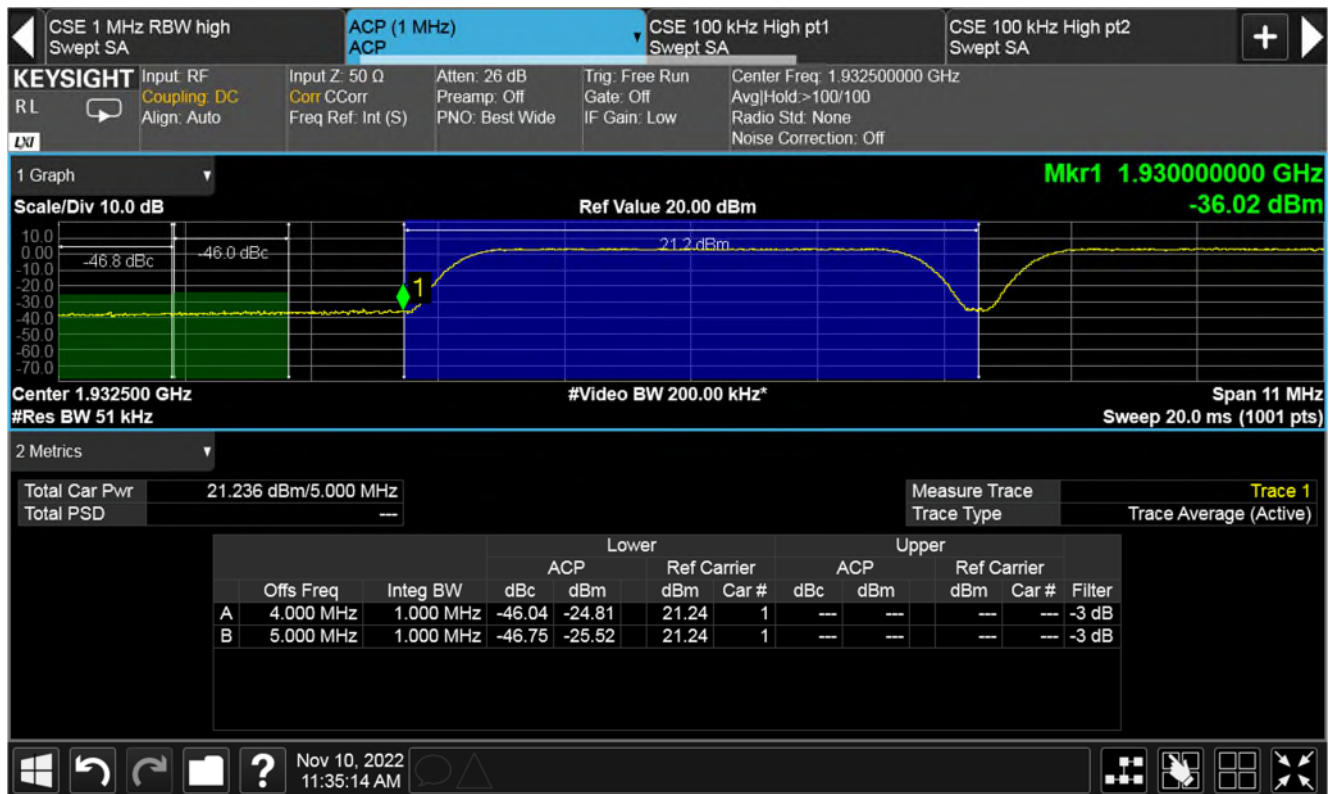 CSE 1 MHz RBW high
Swept SA
ACP (1 MHz)
ACP
CSE 100 kHz High pt1
Swept SA
CSE 100 kHz High pt2
Swept SA
+
KEYSIGHT
R L
LXI
Input: RF
Coupling: DC
Align: Auto
Input Z: 50 Ω
Corr CCorr
Freq Ref: Int (S)
Atten: 26 dB
Preamp: Off
PNO: Best Wide
Trig: Free Run
Gate: Off
IF Gain: Low
Center Freq: 1.932500000 GHz
Avg|Hold:>100/100
Radio Std: None
Noise Correction: Off
1 Graph
Mkr1 1.930000000 GHz
Scale/Div 10.0 dB Ref Value 20.00 dBm -36.02 dBm
10.0
0.00
-10.0
-20.0
-30.0
-40.0
-50.0
-60.0
-70.0
-46.8 dBc
-46.0 dBc
21.2 dBm
1
Center 1.932500 GHz #Video BW 200.00 kHz* Span 11 MHz
#Res BW 51 kHz Sweep 20.0 ms (1001 pts)
2 Metrics
Total Car Pwr 21.236 dBm/5.000 MHz
Total PSD ---
Measure Trace Trace 1
Trace Type Trace Average (Active)
Lower Upper
ACP Ref Carrier ACP Ref Carrier
Offs Freq Integ BW dBc dBm dBm Car # dBc dBm dBm Car # Filter
A 4.000 MHz 1.000 MHz -46.04 -24.81 21.24 1 --- --- --- --- -3 dB
B 5.000 MHz 1.000 MHz -46.75 -25.52 21.24 1 --- --- --- --- -3 dB
?
Nov 10, 2022
11:35:14 AM